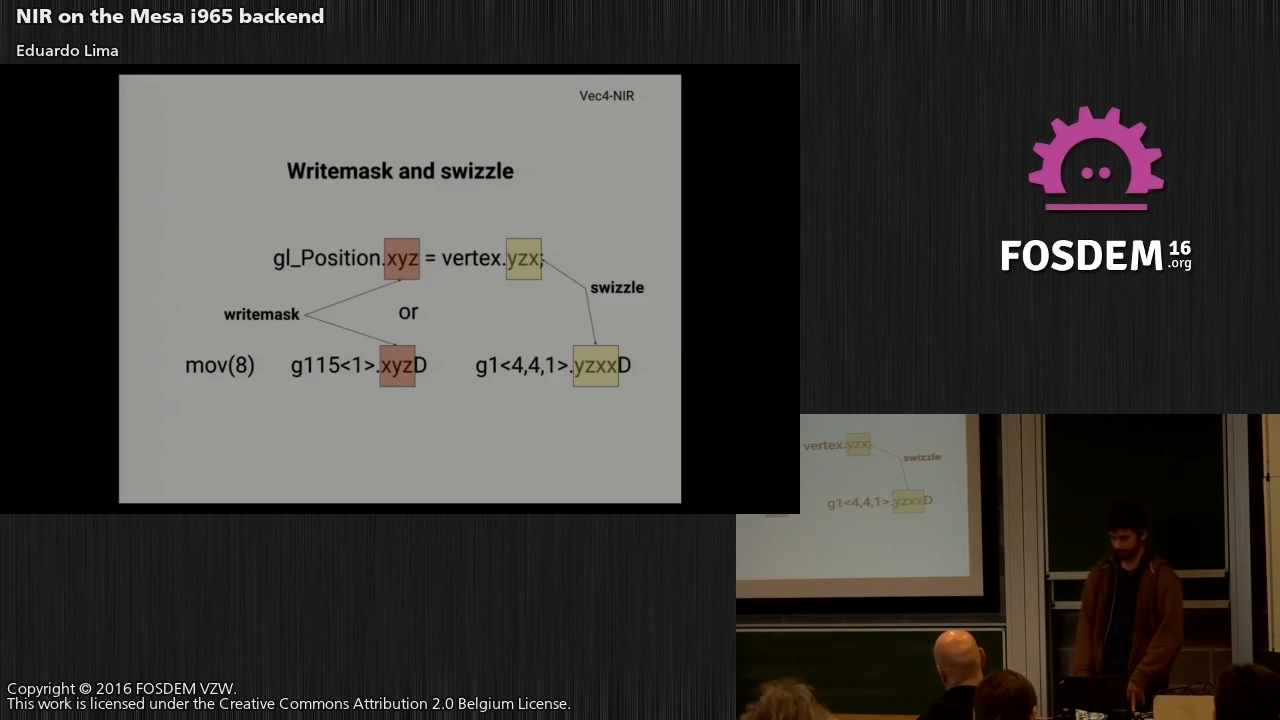 NIR on the Mesa i965 backend
Eduardo Lima
Vec4-NIR
Writemask and swizzle
gl_Position.xyz = vertex.yzx;
swizzle
writemask
or
mov(8) g115<1>.xyzD g1<4,4,1>.yzxxD
FOSDEM 16
.org
vertex.yzx;
swizzle
g1<4,4,1>.yzxxD
Copyright © 2016 FOSDEM VZW.
This work is licensed under the Creative Commons Attribution 2.0 Belgium License.